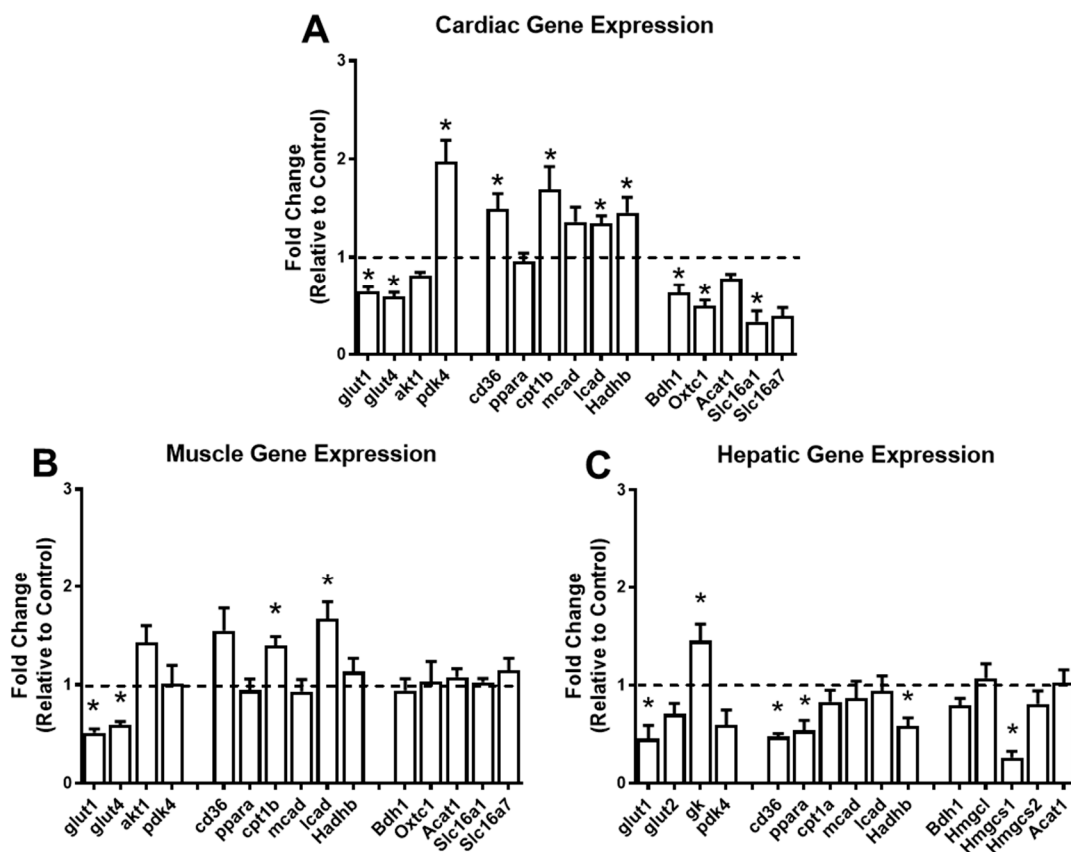 A
Cardiac Gene Expression
Fold Change
(Relative to Control)
3
2
1
0
*
*
*
*
*
*
*
*
*
*
glut1
glut4
akt1
pdk4
cd36
ppara
cpt1b
mcad
lcad
Hadhb
Bdh1
Oxtc1
Acat1
Slc16a1
Slc16a7
B
Muscle Gene Expression
Fold Change
(Relative to Control)
3
2
1
0
*
*
*
*
glut1
glut4
akt1
pdk4
cd36
ppara
cpt1b
mcad
lcad
Hadhb
Bdh1
Oxtc1
Acat1
Slc16a1
Slc16a7
C
Hepatic Gene Expression
Fold Change
(Relative to Control)
3
2
1
0
*
*
*
*
*
*
glut1
glut2
gk
pdk4
cd36
ppara
cpt1a
mcad
lcad
Hadhb
Bdh1
Hmgcl
Hmgcs1
Hmgcs2
Acat1